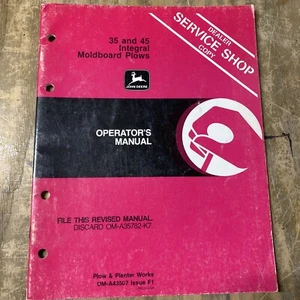 35 and 45
Integral
Moldboard Plows
DEALER
SERVICE SHOP
COPY
JOHN DEERE
OPERATOR'S
MANUAL
FILE THIS REVISED MANUAL.
DISCARD OM-A35782-K7
Plow & Planter Works
OM-A43507 Issue F1